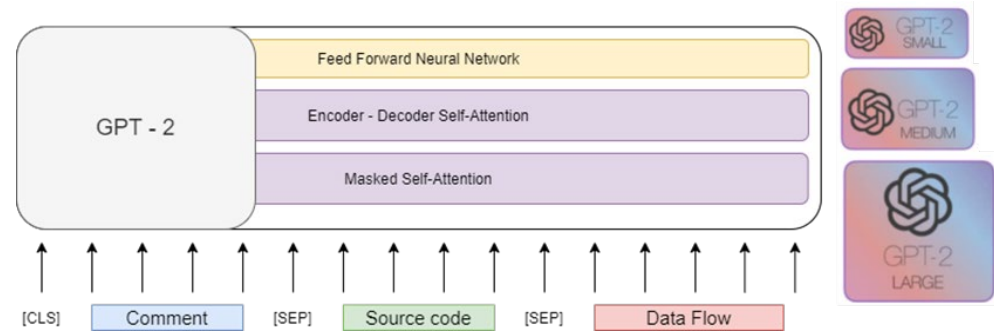 GPT - 2
Feed Forward Neural Network
Encoder - Decoder Self-Attention
Masked Self-Attention
[CLS] Comment [SEP] Source code [SEP] Data Flow
GPT-2
SMALL
GPT-2
MEDIUM
GPT-2
LARGE